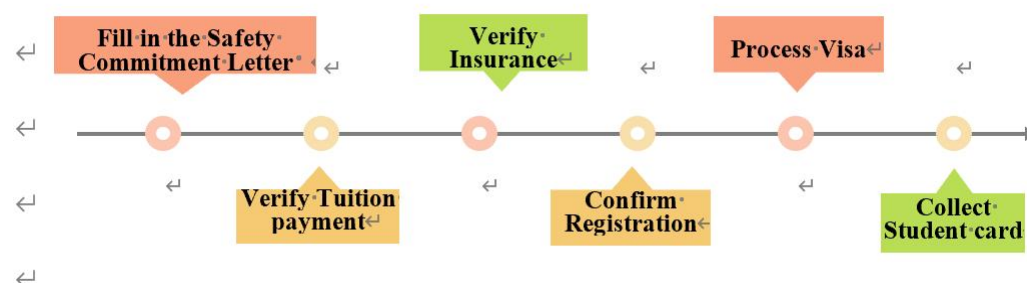 Fill in the Safety
Commitment Letter
Verify Tuition
payment
Verify
Insurance
Confirm
Registration
Process Visa
Collect
Student card